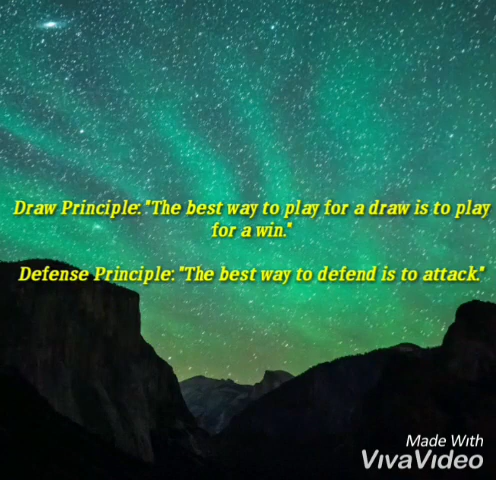 Draw Principle: "The best way to play for a draw is to play
for a win."
Defense Principle: "The best way to defend is to attack."
Made With
VivaVideo